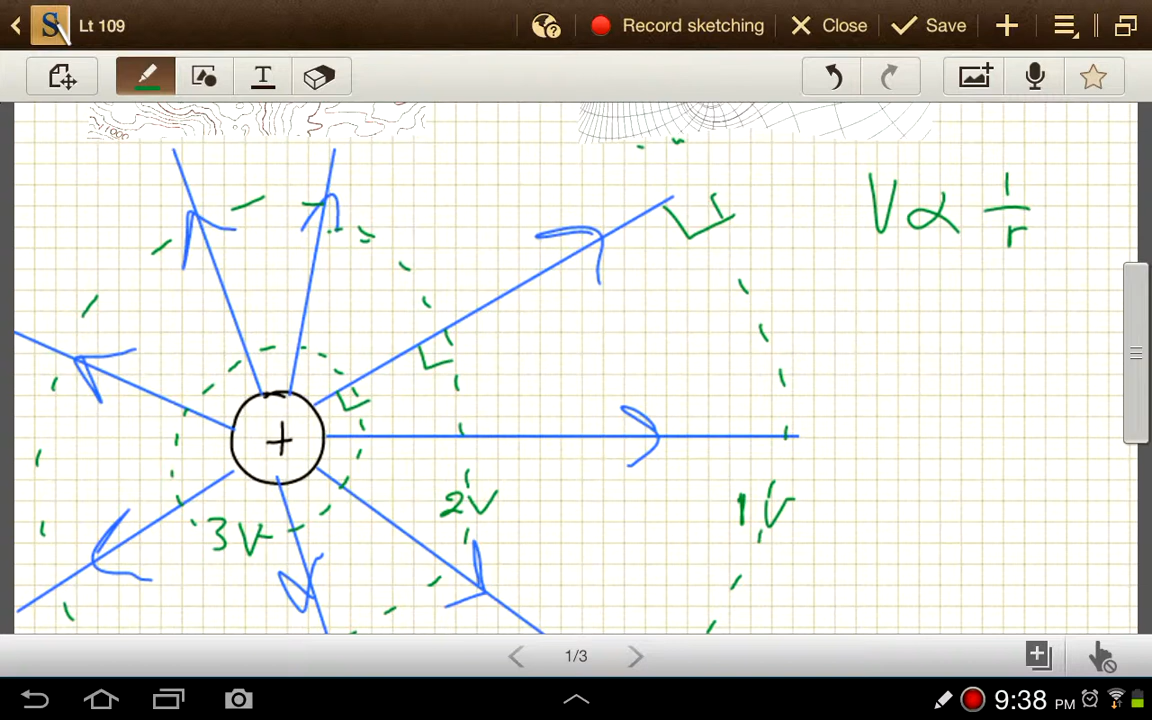 S Lt 109 Record sketching Close Save
T
V ∝ 1/r
+
3V 2V 1V
1/3
9:38 PM